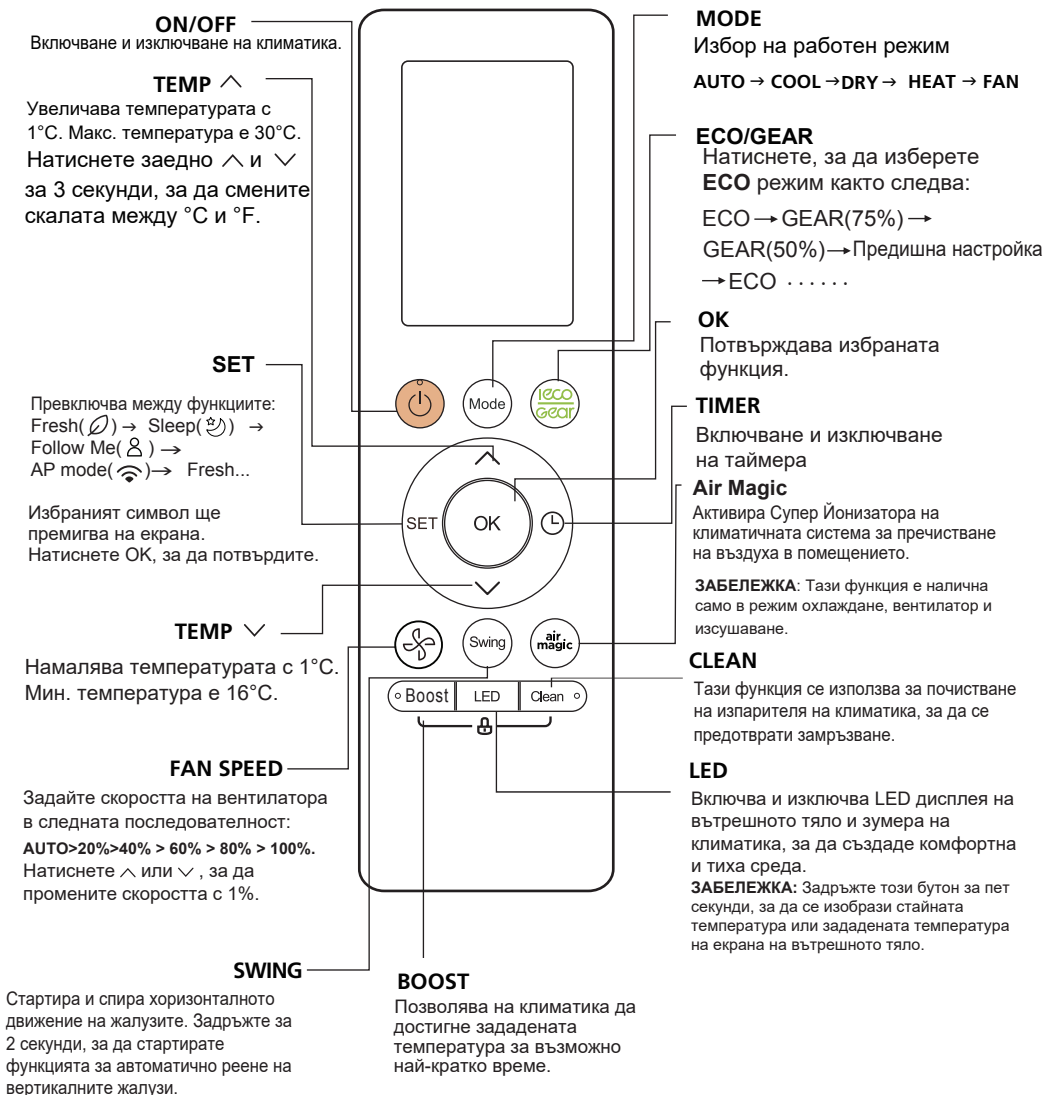 ON/OFF
Включване и изключване на климатика.
TEMP ︿
Увеличава температурата с
1°C. Макс. температура е 30°C.
Натиснете заедно ︿ и ﹀
за 3 секунди, за да смените
скалата между °C и °F.
SET
Превключва между функциите:
Fresh( ) → Sleep( ) →
Follow Me( ) →
AP mode( )→ Fresh...
Избраният символ ще
премигва на екрана.
Натиснете OK, за да потвърдите.
TEMP ﹀
Намалява температурата с 1°C.
Мин. температура е 16°C.
FAN SPEED
Задайте скоростта на вентилатора
в следната последователност:
AUTO>20%>40% > 60% > 80% > 100%.
Натиснете ︿ или ﹀ , за да
промените скоростта с 1%.
SWING
Стартира и спира хоризонталното
движение на жалузите. Задръжте за
2 секунди, за да стартирате
функцията за автоматично реене на
вертикалните жалузи.
Mode
ieco
Gear
SET
OK
Swing
air
magic
Boost
LED
Clean
BOOST
Позволява на климатика да
достигне зададената
температура за възможно
най-кратко време.
MODE
Избор на работен режим
AUTO → COOL →DRY → HEAT → FAN
ECO/GEAR
Натиснете, за да изберете
ECO режим както следва:
ECO → GEAR(75%) →
GEAR(50%)→Предишна настройка
→ECO ······
OK
Потвърждава избраната
функция.
TIMER
Включване и изключване
на таймера
Air Magic
Активира Супер Йонизатора на
климатичната система за пречистване
на въздуха в помещението.
ЗАБЕЛЕЖКА: Тази функция е налична
само в режим охлаждане, вентилатор и
изсушаване.
CLEAN
Тази функция се използва за почистване
на изпарителя на климатика, за да се
предотврати замръзване.
LED
Включва и изключва LED дисплея на
вътрешното тяло и зумера на
климатика, за да създаде комфортна
и тиха среда.
ЗАБЕЛЕЖКА: Задръжте този бутон за пет
секунди, за да се изобрази стайната
температура или зададената температура
на екрана на вътрешното тяло.